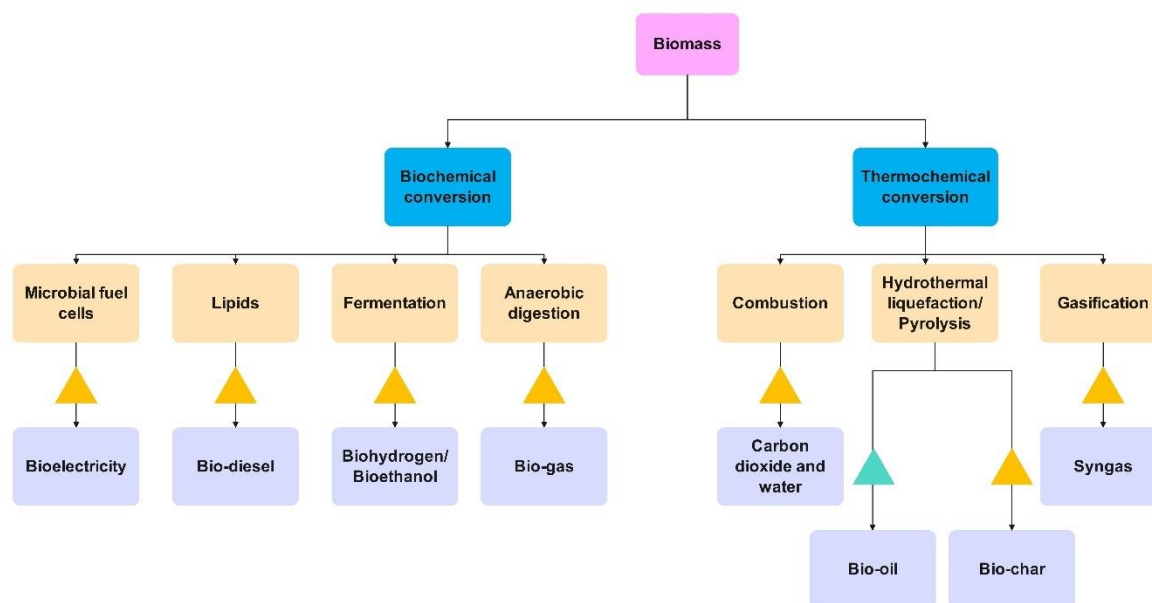 Biomass
Biochemical
conversion
Thermochemical
conversion
Microbial fuel
cells
Lipids
Fermentation
Anaerobic
digestion
Combustion
Hydrothermal
liquefaction/
Pyrolysis
Gasification
Bioelectricity
Bio-diesel
Biohydrogen/
Bioethanol
Bio-gas
Carbon
dioxide and
water
Syngas
Bio-oil
Bio-char